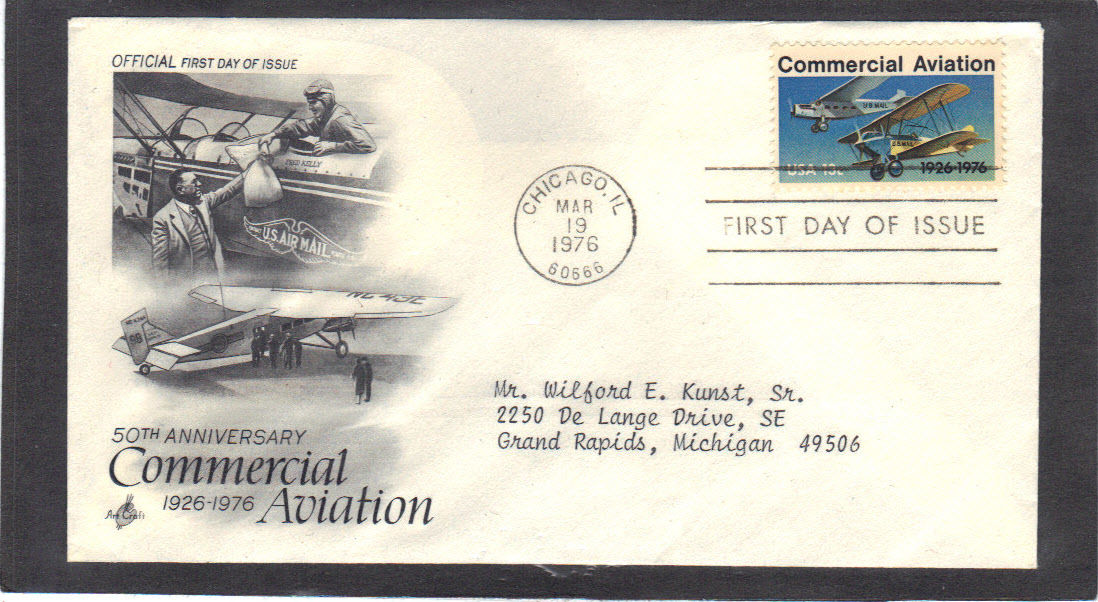 OFFICIAL FIRST DAY OF ISSUE
FRED KELLY
U.S. AIR MAIL
50TH ANNIVERSARY
Commercial
1926-1976 Aviation
Art Craft
CHICAGO, IL
MAR
19
1976
60666
Commercial Aviation
U.S. MAIL
U.S. MAIL
USA 13c
1926-1976
FIRST DAY OF ISSUE
Mr. Wilford E. Kunst, Sr.
2250 De Lange Drive, SE
Grand Rapids, Michigan 49506